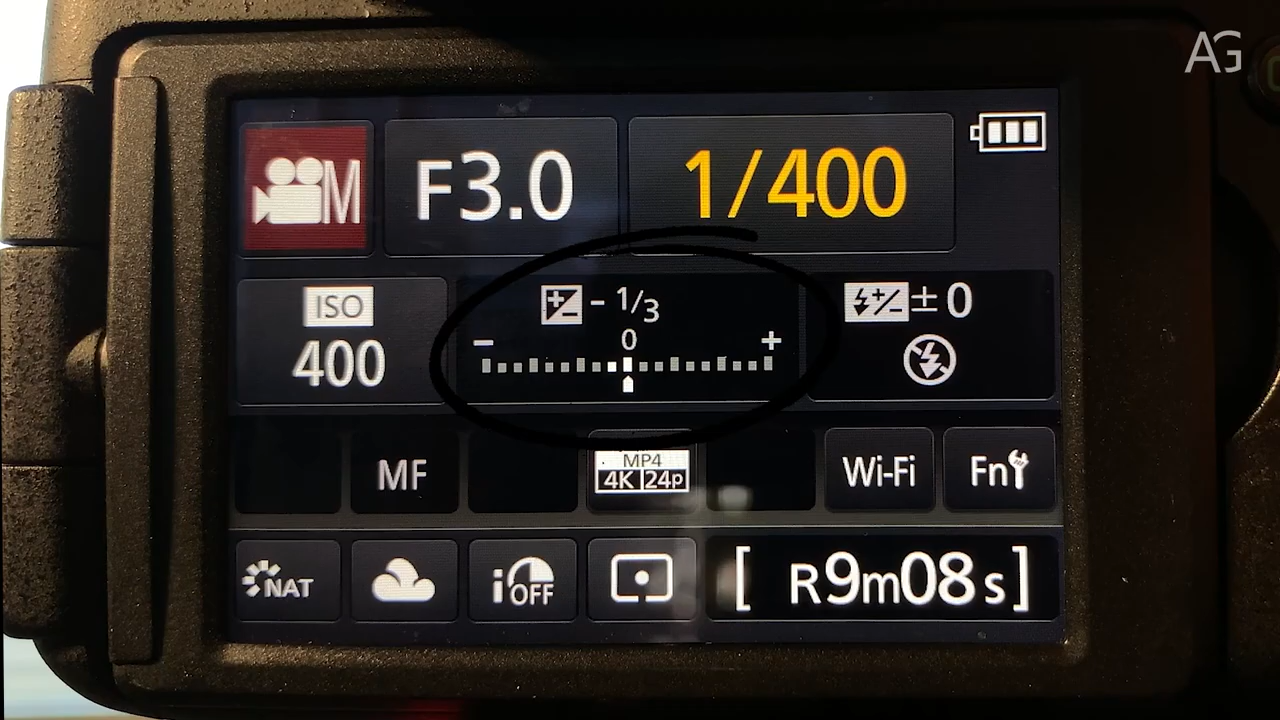 AG
M
F3.0
1/400
ISO
400
- 1/3
- 0 +
±0
MF
MP4
4K 24p
Wi-Fi
Fn
NAT
i OFF
[ R9m08s ]